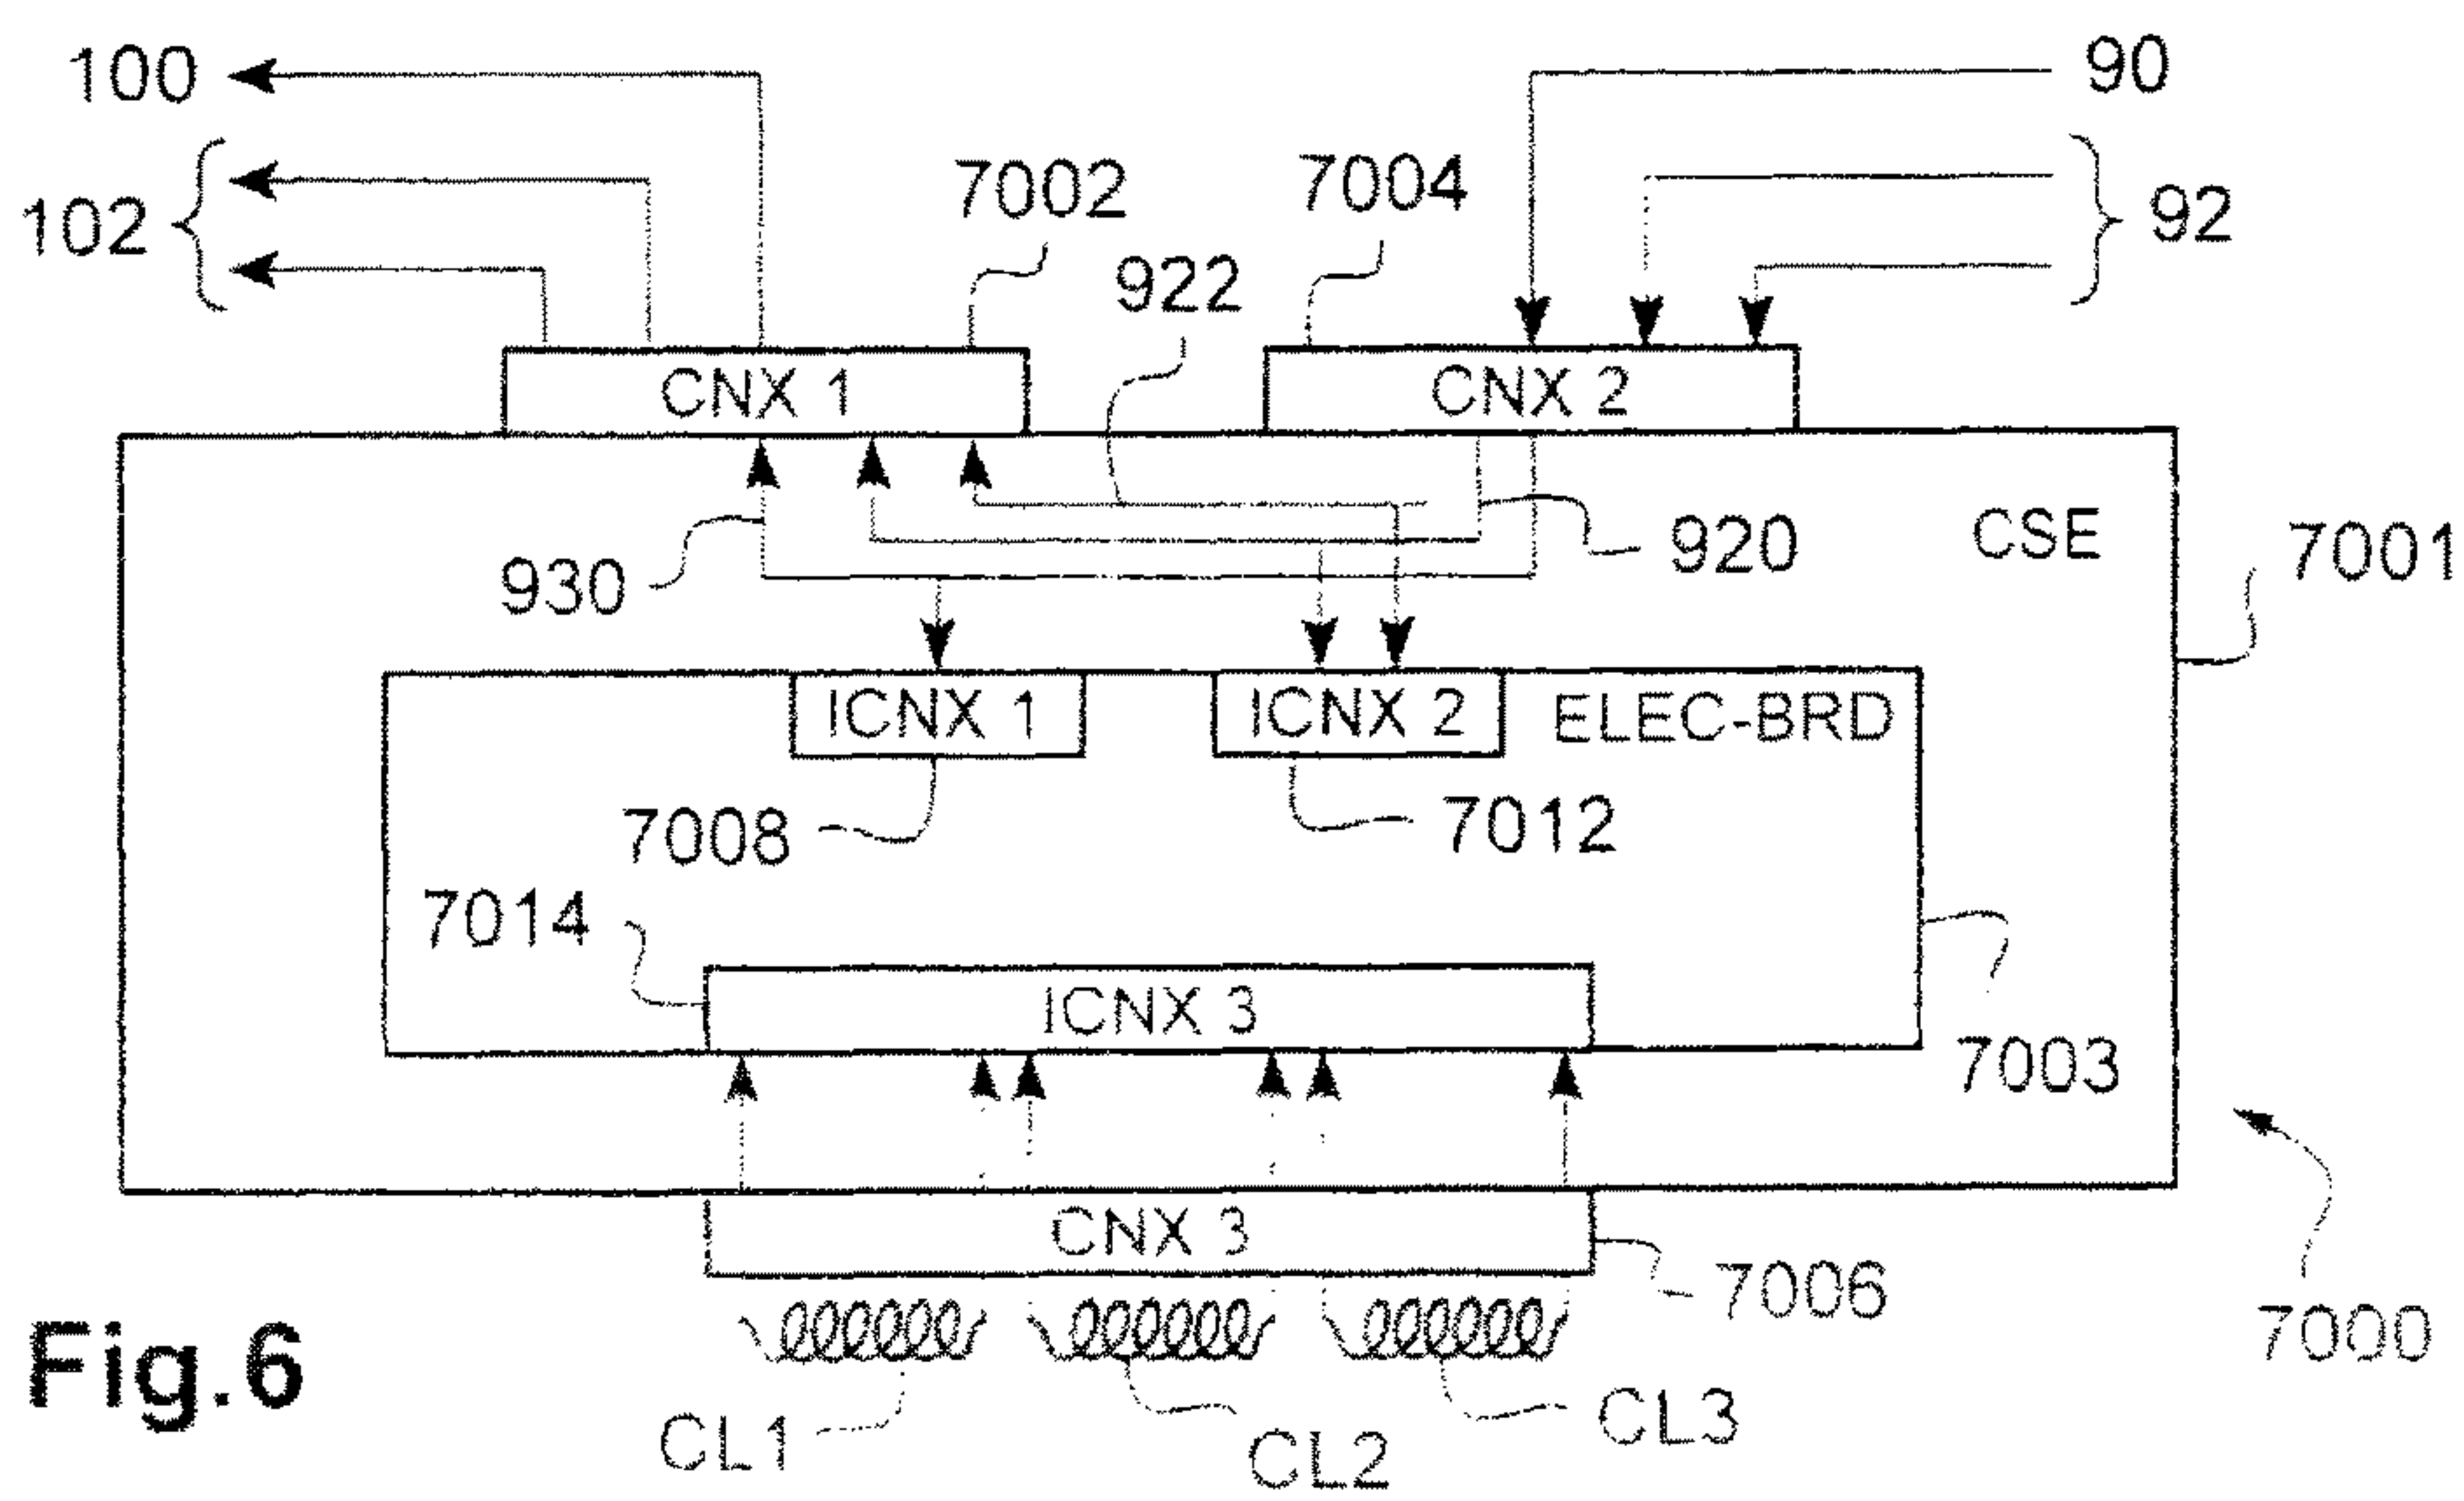 100
90
102
7002
7004
92
922
CNX 1
CNX 2
CSE
7001
930
920
ICNX 1
ICNX 2
ELEC-BRD
7008
7012
7014
ICNX 3
7003
CNX 3
7006
7000
Fig.6
CL1
CL2
CL3